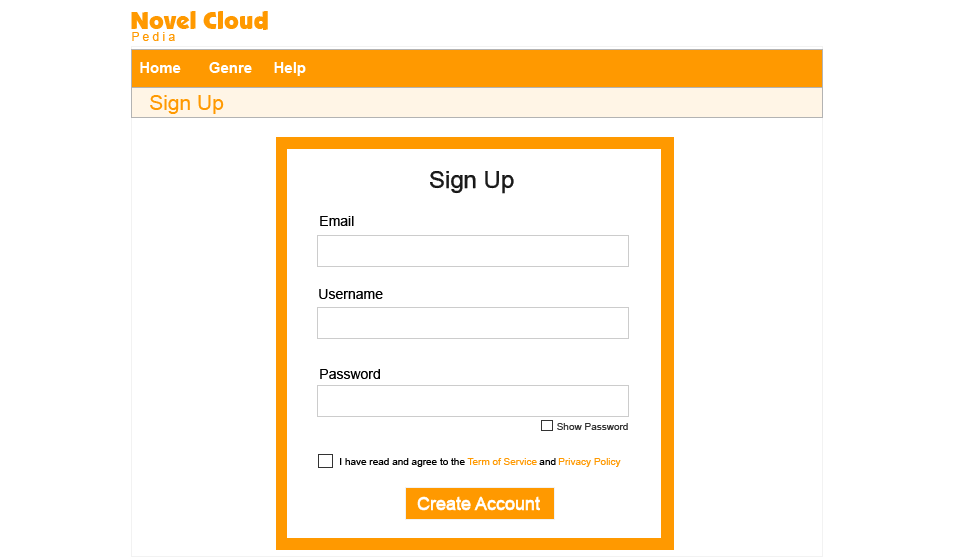 Novel Cloud
Pedia
Home Genre Help
Sign Up
Sign Up
Email
Username
Password
Show Password
I have read and agree to the Term of Service and Privacy Policy
Create Account